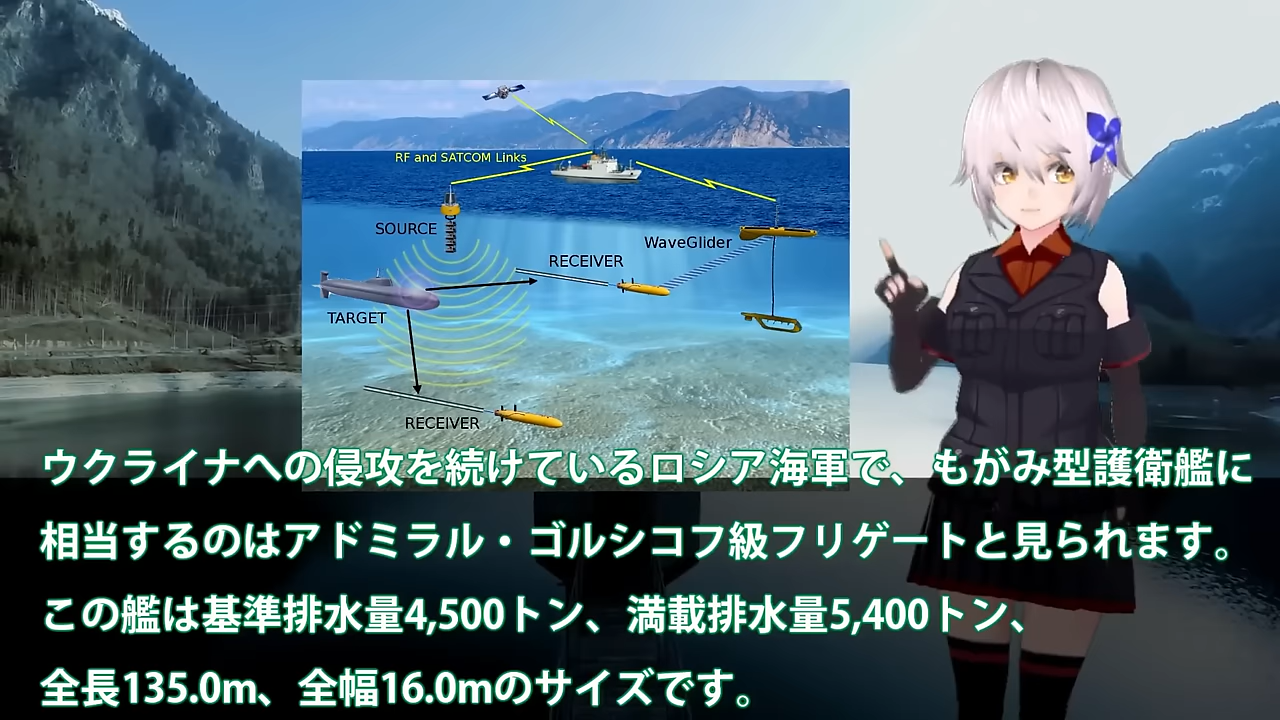 RF and SATCOM Links
SOURCE
WaveGlider
RECEIVER
TARGET
RECEIVER
ウクライナへの侵攻を続けているロシア海軍で、もがみ型護衛艦に
相当するのはアドミラル・ゴルシコフ級フリゲートと見られます。
この艦は基準排水量4,500トン、満載排水量5,400トン、
全長135.0m、全幅16.0mのサイズです。